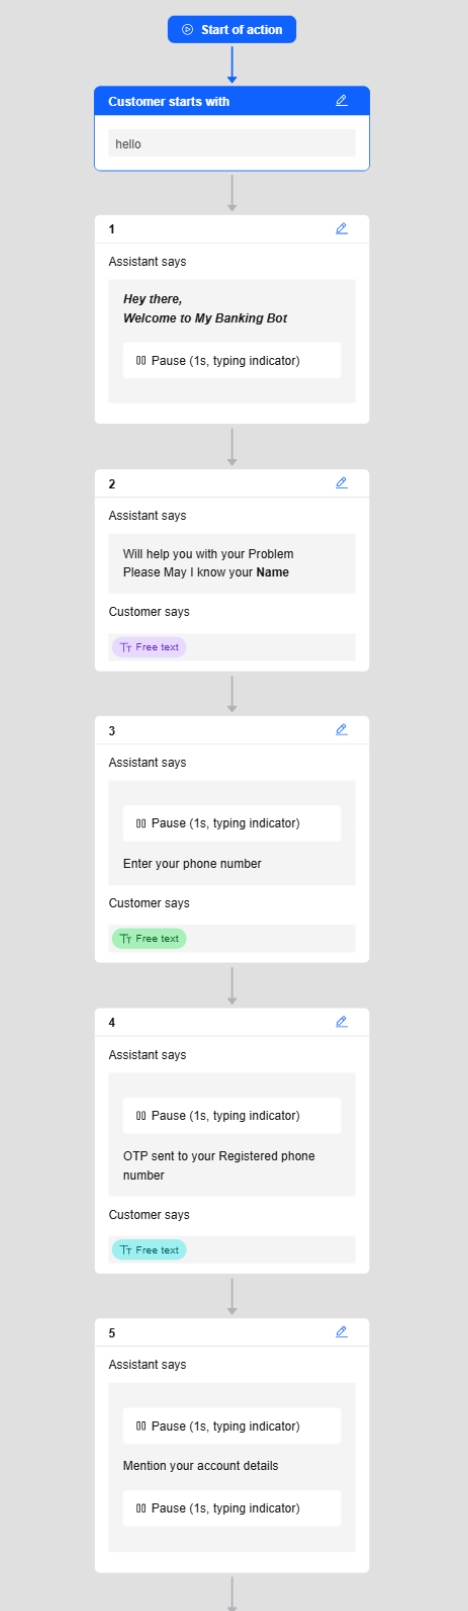 Start of action
Customer starts with
hello
1
Assistant says
Hey there,
Welcome to My Banking Bot
Pause (1s, typing indicator)
2
Assistant says
Will help you with your Problem
Please May I know your Name
Customer says
Free text
3
Assistant says
Pause (1s, typing indicator)
Enter your phone number
Customer says
Free text
4
Assistant says
Pause (1s, typing indicator)
OTP sent to your Registered phone
number
Customer says
Free text
5
Assistant says
Pause (1s, typing indicator)
Mention your account details
Pause (1s, typing indicator)